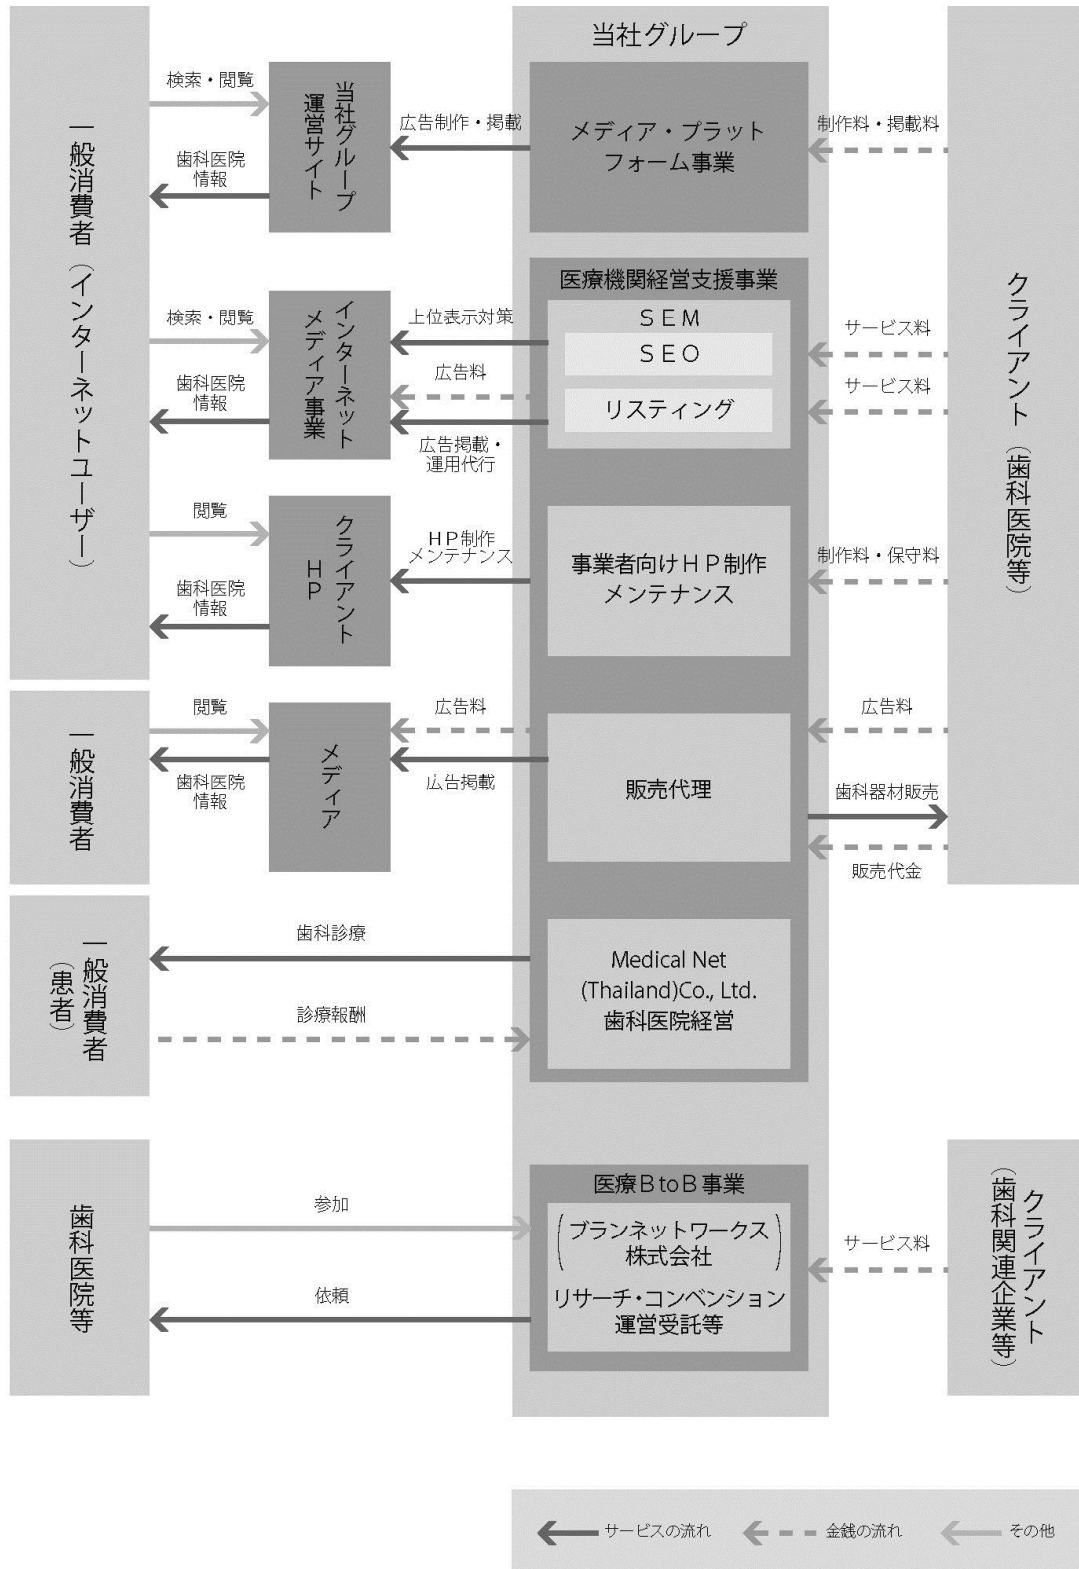 当社グループ
一般消費者（インターネットユーザー）
検索・閲覧
歯科医院
情報
当社グループ
運営サイト
広告制作・掲載
メディア・プラット
フォーム事業
制作料・掲載料
クライアント（歯科医院等）
医療機関経営支援事業
検索・閲覧
歯科医院
情報
インターネット
メディア事業
上位表示対策
広告料
広告掲載・
運用代行
ＳＥＭ
ＳＥＯ
リスティング
サービス料
サービス料
閲覧
歯科医院
情報
クライアント
ＨＰ
ＨＰ制作
メンテナンス
事業者向けＨＰ制作
メンテナンス
制作料・保守料
一般消費者
閲覧
歯科医院
情報
メディア
広告料
広告掲載
販売代理
広告料
歯科器材販売
販売代金
一般消費者
（患者）
歯科診療
診療報酬
Medical Net
(Thailand)Co., Ltd.
歯科医院経営
歯科医院等
参加
依頼
医療ＢtoＢ事業
（ブランネットワークス
株式会社）
リサーチ・コンベンション
運営受託等
サービス料
クライアント
（歯科関連企業等）
サービスの流れ
金銭の流れ
その他